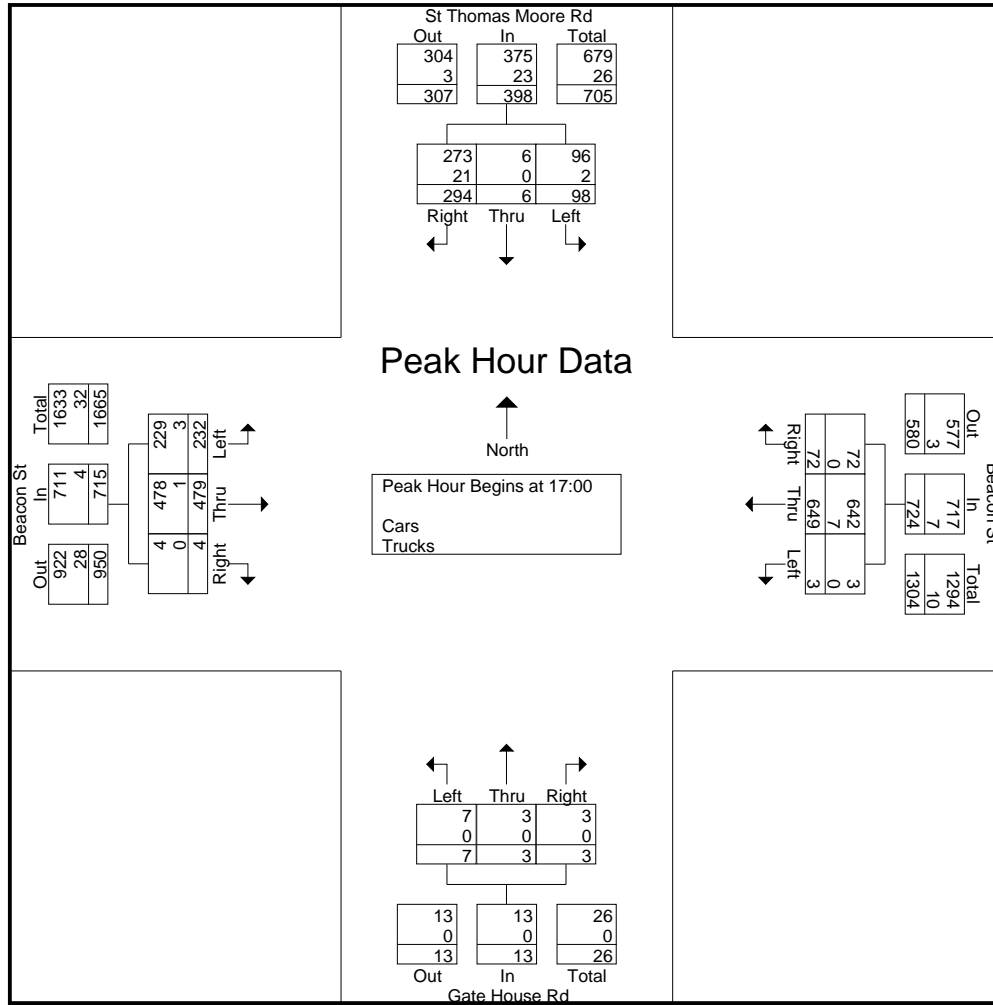 St Thomas Moore Rd
Out In Total
304 375 679
3 23 26
307 398 705
273 6 96
21 0 2
294 6 98
Right Thru Left
Peak Hour Data
North
Peak Hour Begins at 17:00
Cars
Trucks
Beacon St
Total In Out
1633 711 922
32 4 28
1665 715 950
229 478 4
3 1 0
232 479 4
Left Thru Right
Beacon St
Out In Total
577 717 1294
3 7 10
580 724 1304
72 642 3
0 7 0
72 649 3
Right Thru Left
Left Thru Right
7 3 3
0 0 0
7 3 3
13 13 26
0 0 0
13 13 26
Out In Total
Gate House Rd